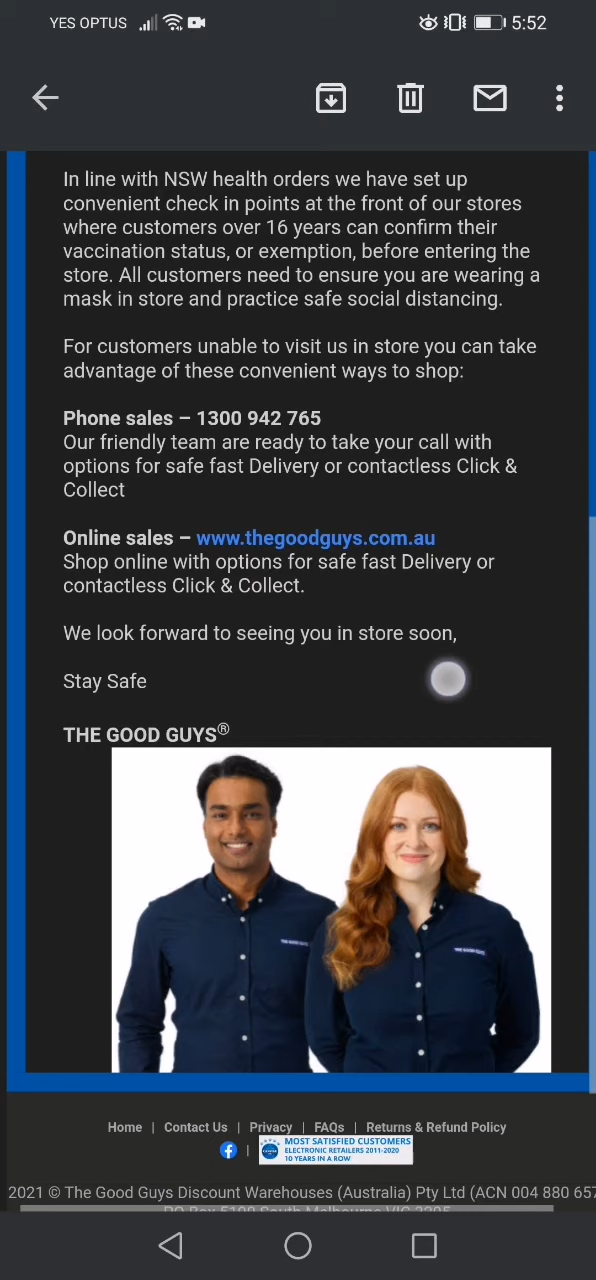 YES OPTUS 5:52
In line with NSW health orders we have set up
convenient check in points at the front of our stores
where customers over 16 years can confirm their
vaccination status, or exemption, before entering the
store. All customers need to ensure you are wearing a
mask in store and practice safe social distancing.
For customers unable to visit us in store you can take
advantage of these convenient ways to shop:
Phone sales – 1300 942 765
Our friendly team are ready to take your call with
options for safe fast Delivery or contactless Click &
Collect
Online sales – www.thegoodguys.com.au
Shop online with options for safe fast Delivery or
contactless Click & Collect.
We look forward to seeing you in store soon,
Stay Safe
THE GOOD GUYS®
THE GOOD GUYS THE GOOD GUYS
Home | Contact Us | Privacy | FAQs | Returns & Refund Policy
| MOST SATISFIED CUSTOMERS
ELECTRONIC RETAILERS 2011-2020
10 YEARS IN A ROW
2021 © The Good Guys Discount Warehouses (Australia) Pty Ltd (ACN 004 880 657